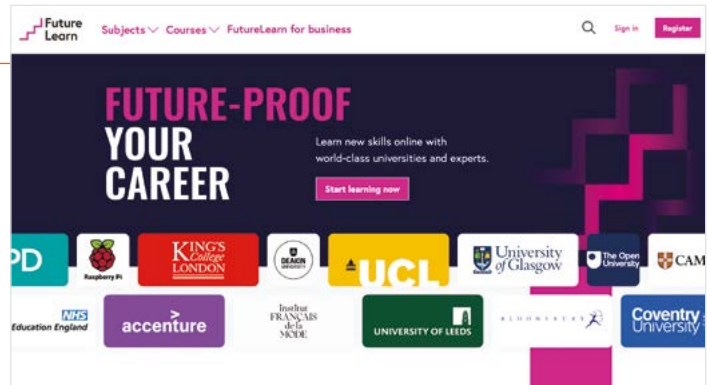 Future
Learn
Subjects Courses FutureLearn for business
Sign in
Register
FUTURE-PROOF
YOUR
CAREER
Learn new skills online with
world-class universities and experts.
Start learning now
PD
Raspberry Pi
KING'S
College
LONDON
DEAKIN
UNIVERSITY
UCL
University
of Glasgow
The Open
University
CAM
NHS
Education England
accenture
Institut
FRANÇAIS
de la
MODE
UNIVERSITY OF LEEDS
BLOOMSBURY
Coventry
University